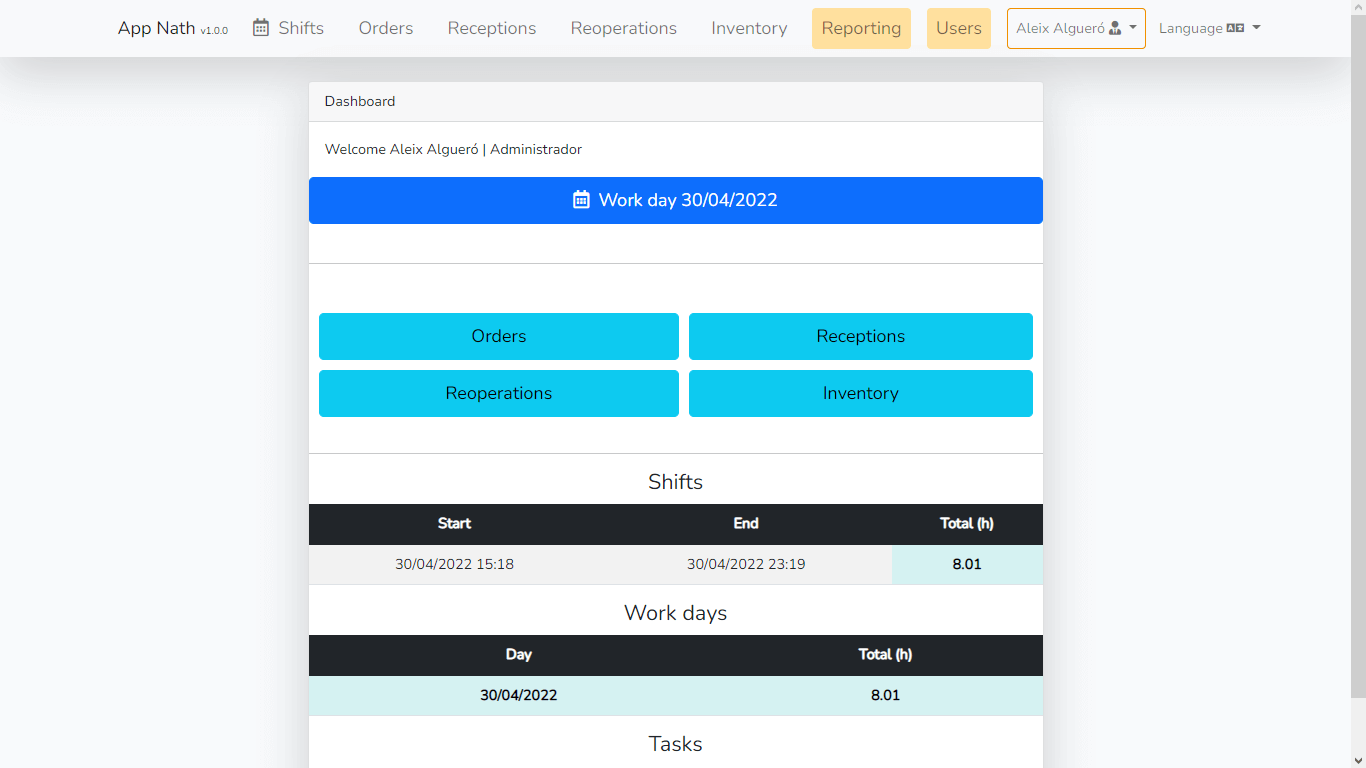 App Nath v1.0.0 Shifts Orders Receptions Reoperations Inventory Reporting Users Aleix Algueró Language
Dashboard
Welcome Aleix Algueró | Administrador
Work day 30/04/2022
Orders Receptions
Reoperations Inventory
Shifts
Start End Total (h)
30/04/2022 15:18 30/04/2022 23:19 8.01
Work days
Day Total (h)
30/04/2022 8.01
Tasks